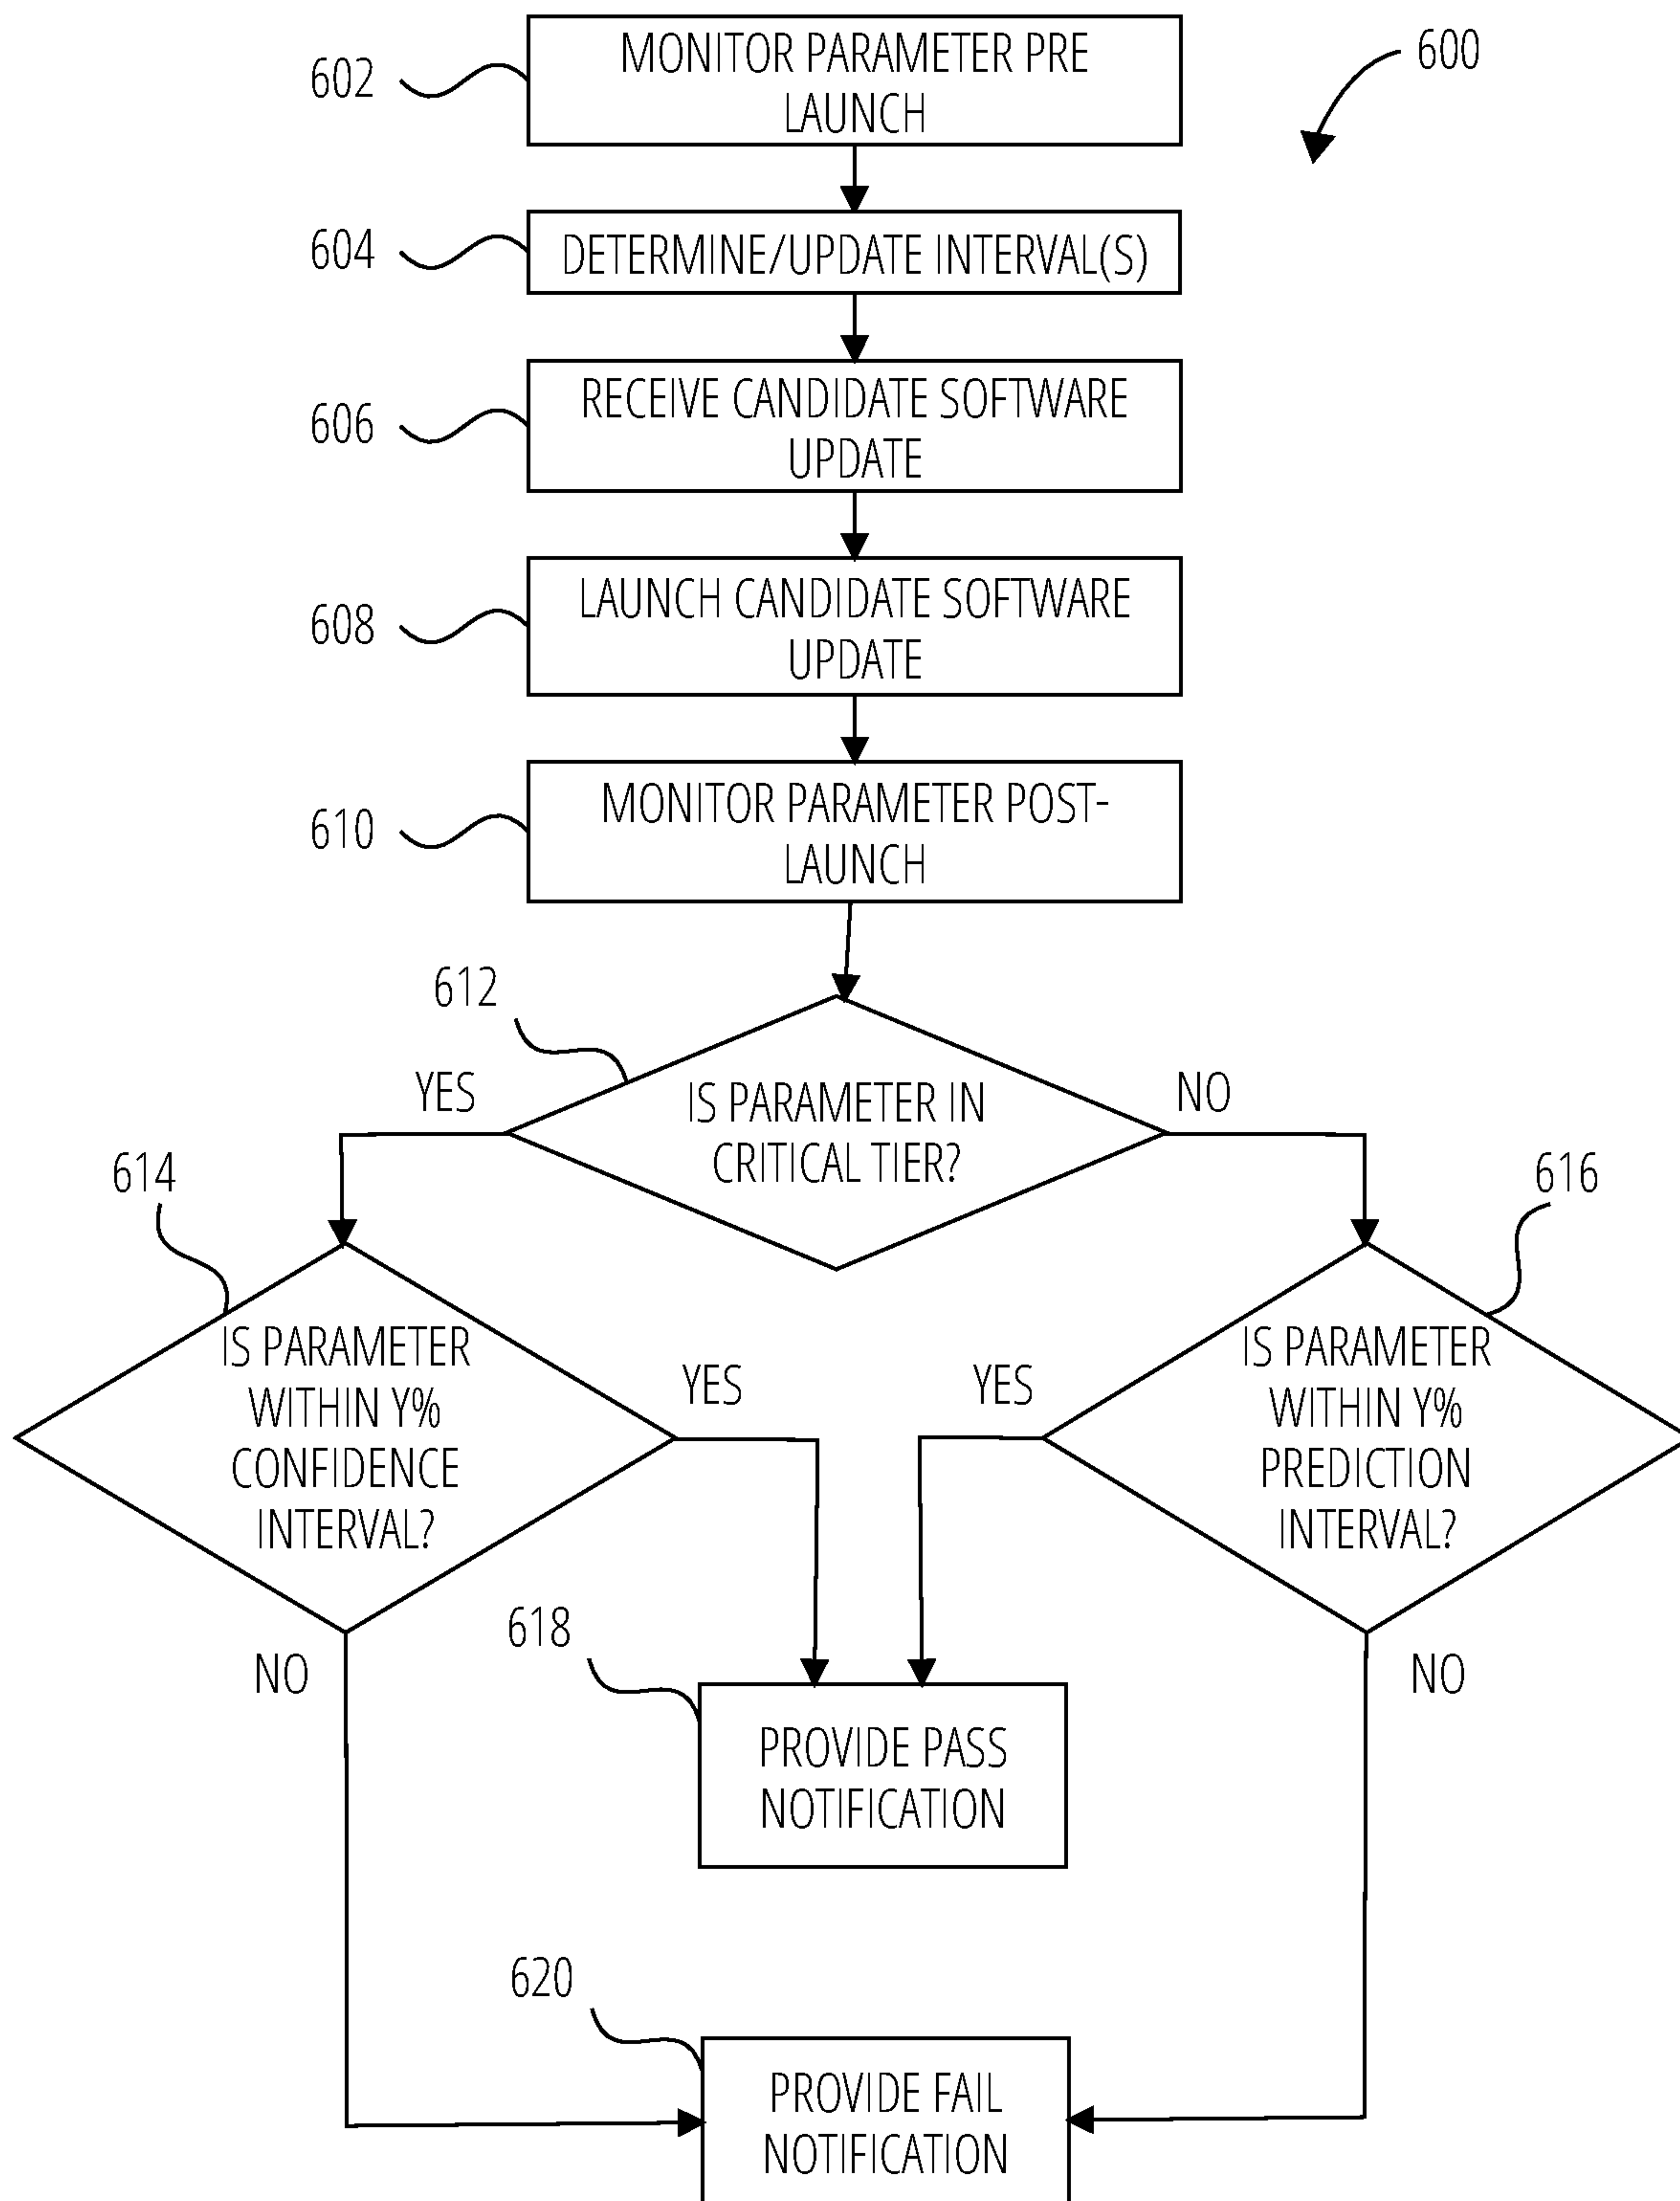 600
602
MONITOR PARAMETER PRE
LAUNCH
604
DETERMINE/UPDATE INTERVAL(S)
606
RECEIVE CANDIDATE SOFTWARE
UPDATE
608
LAUNCH CANDIDATE SOFTWARE
UPDATE
610
MONITOR PARAMETER POST-
LAUNCH
612
YES
IS PARAMETER IN
CRITICAL TIER?
NO
614
IS PARAMETER
WITHIN Y%
CONFIDENCE
INTERVAL?
YES
NO
616
IS PARAMETER
WITHIN Y%
PREDICTION
INTERVAL?
YES
NO
618
PROVIDE PASS
NOTIFICATION
620
PROVIDE FAIL
NOTIFICATION